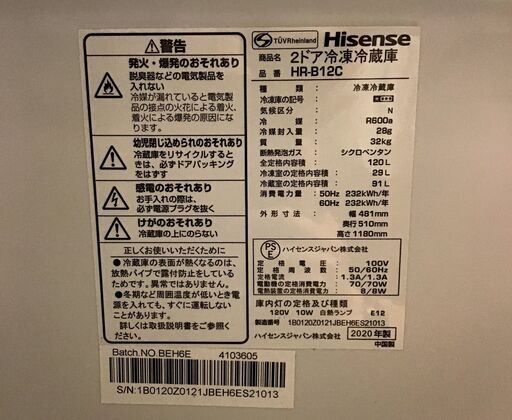 警告
発火・爆発のおそれあり
脱臭器などの電気製品を入れない
冷媒が漏れていると電気製品の接点の火花による着火、着火による発火の原因になる。
幼児閉じ込められのおそれあり
冷蔵庫をリサイクルするときは、必ずドアパッキングをはずす
感電のおそれあり
お手入れの際は、
必ず電源プラグを抜く
けがのおそれあり
冷蔵庫の上にのらない
正しくお使いいただくために
●冷蔵庫の表面が熱くなるのは、放熱パイプで露付防止をしているためで異常ではありません。
●冬期など周囲温度が低いとき電源を入れても、すぐに運転しないことがあります。
詳しくは取扱説明書をご覧ください。
Batch.NO.BEH6E 4103605
S/N:1B0120Z0121JBEH6ES21013
TÜVRheinland Hisense
商品名 2ドア冷凍冷蔵庫
品番 HR-B12C
種類 冷凍冷蔵庫
冷凍庫の記号
気候区分 N
冷媒 R600a
冷媒封入量 28g
質量 32kg
断熱発泡ガス シクロペンタン
全定格内容積 120L
冷凍室の定格内容積 29L
冷蔵室の定格内容積 91L
消費電力量 50Hz 232kWh/年
60Hz 232kWh/年
外形寸法 幅 481mm
奥行 510mm
高さ 1180mm
PSE ハイセンスジャパン株式会社
定格電圧 100V
定格周波数 50/60Hz
定格電流 1.3A/1.3A
電動機の定格消費電力 70/70W
電熱装置の定格消費電力 8/8W
庫内灯の定格及び種類
120V 10W 白熱ランプ E12
製造番号 1B0120Z0121JBEH6ES21013
ハイセンスジャパン株式会社
2020年製
中国製